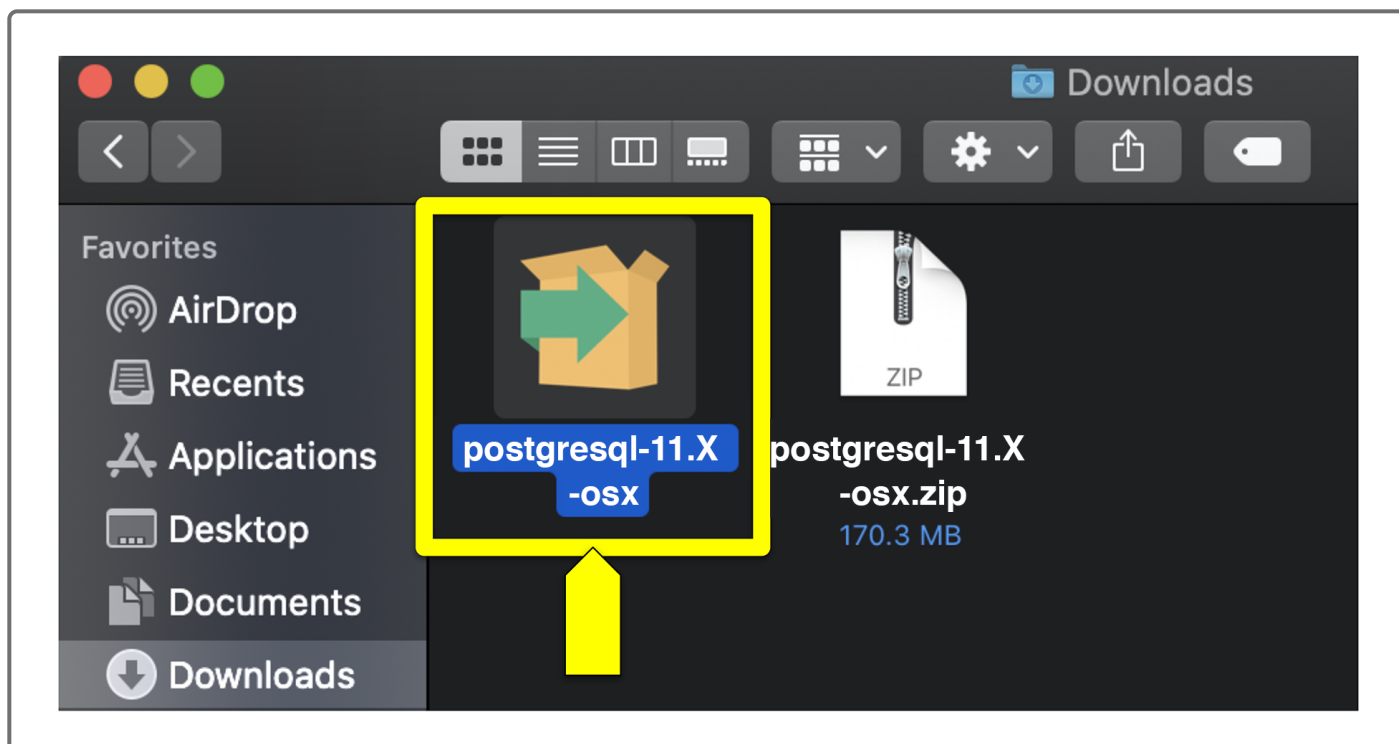 Downloads
Favorites
AirDrop
Recents
Applications
Desktop
Documents
Downloads
postgresql-11.X
-osx
ZIP
postgresql-11.X
-osx.zip
170.3 MB